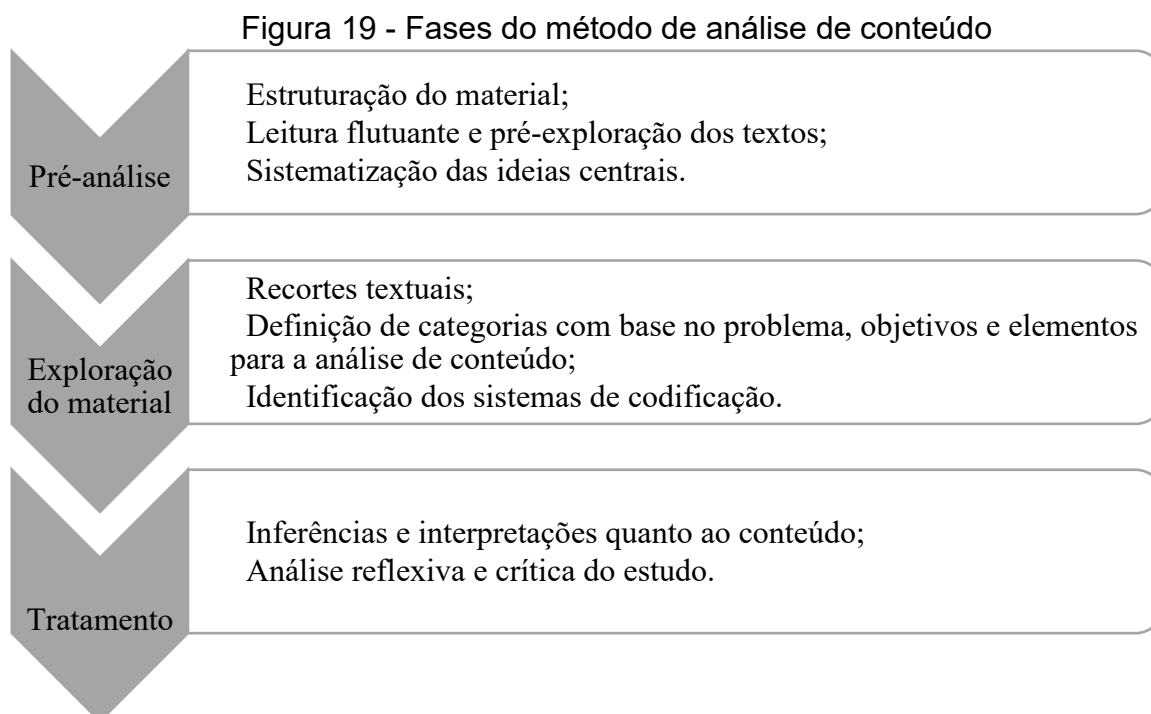 Figura 19 - Fases do método de análise de conteúdo
Pré-análise
Estruturação do material;
Leitura flutuante e pré-exploração dos textos;
Sistematização das ideias centrais.
Exploração
do material
Recortes textuais;
Definição de categorias com base no problema, objetivos e elementos
para a análise de conteúdo;
Identificação dos sistemas de codificação.
Tratamento
Inferências e interpretações quanto ao conteúdo;
Análise reflexiva e crítica do estudo.